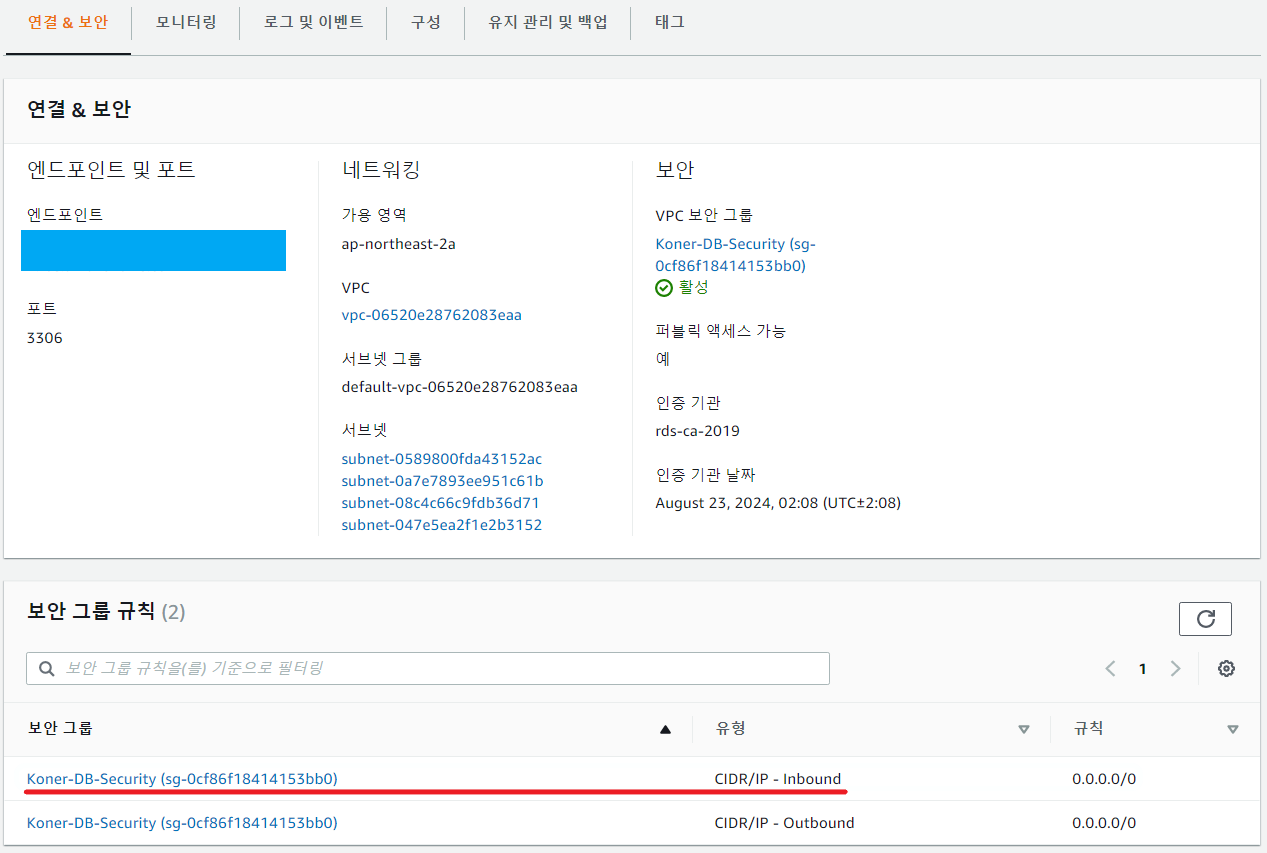 연결 & 보안
모니터링
로그 및 이벤트
구성
유지 관리 및 백업
태그
연결 & 보안
엔드포인트 및 포트
엔드포인트
포트
3306
네트워킹
가용 영역
ap-northeast-2a
VPC
vpc-06520e28762083eaa
서브넷 그룹
default-vpc-06520e28762083eaa
서브넷
subnet-0589800fda43152ac
subnet-0a7e7893ee951c61b
subnet-08c4c66c9fdb36d71
subnet-047e5ea2f1e2b3152
보안
VPC 보안 그룹
Koner-DB-Security (sg-
0cf86f18414153bb0)
활성
퍼블릭 액세스 가능
예
인증 기관
rds-ca-2019
인증 기관 날짜
August 23, 2024, 02:08 (UTC±2:08)
보안 그룹 규칙 (2)
보안 그룹 규칙을(를) 기준으로 필터링
1
보안 그룹 유형 규칙
Koner-DB-Security (sg-0cf86f18414153bb0) CIDR/IP - Inbound 0.0.0.0/0
Koner-DB-Security (sg-0cf86f18414153bb0) CIDR/IP - Outbound 0.0.0.0/0